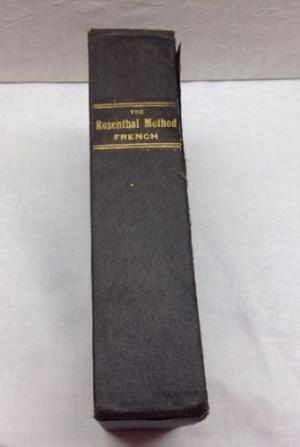 THE
Rosenthal Method
FRENCH